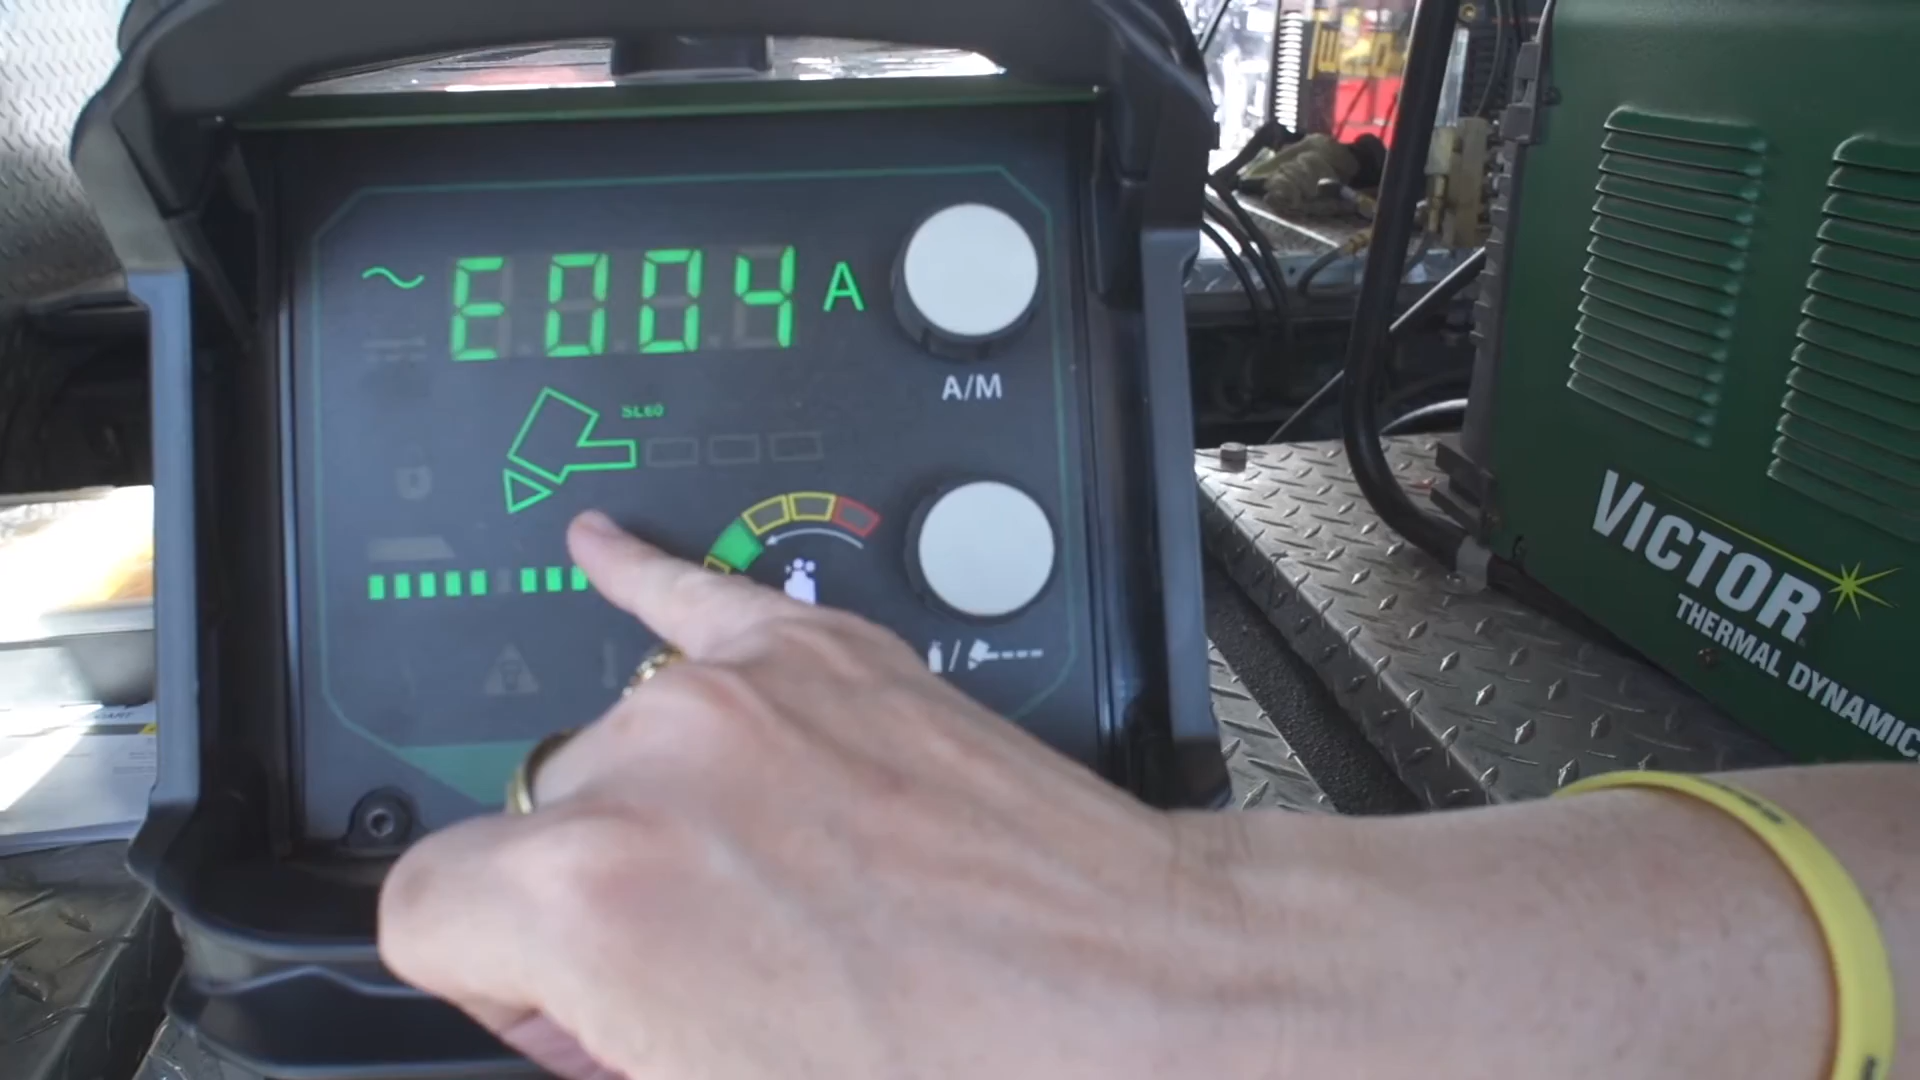 E004 A
SL60
A/M
VICTOR
THERMAL DYNAMICS